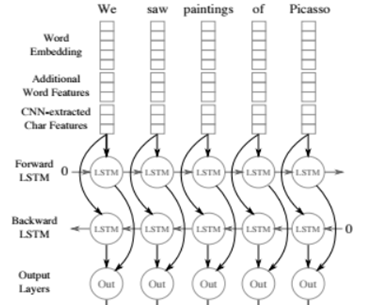 We saw paintings of Picasso
Word
Embedding
Additional
Word Features
CNN-extracted
Char Features
Forward
LSTM
0 LSTM LSTM LSTM LSTM LSTM
Backward
LSTM
LSTM LSTM LSTM LSTM LSTM 0
Output
Layers
Out Out Out Out Out